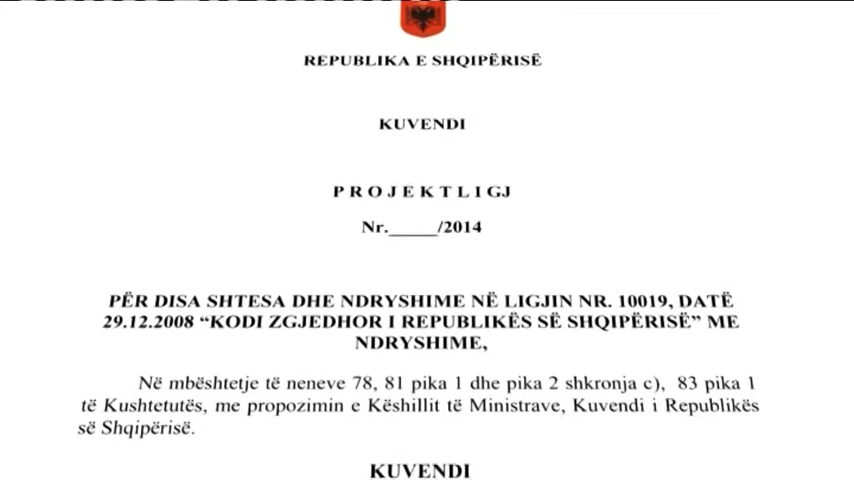 REPUBLIKA E SHQIPËRISË
KUVENDI
P R O J E K T L I GJ
Nr._____/2014
PËR DISA SHTESA DHE NDRYSHIME NË LIGJIN NR. 10019, DATË
29.12.2008 “KODI ZGJEDHOR I REPUBLIKËS SË SHQIPËRISË” ME
NDRYSHIME,
Në mbështetje të neneve 78, 81 pika 1 dhe pika 2 shkronja c), 83 pika 1
të Kushtetutës, me propozimin e Këshillit të Ministrave, Kuvendi i Republikës
së Shqipërisë.
KUVENDI